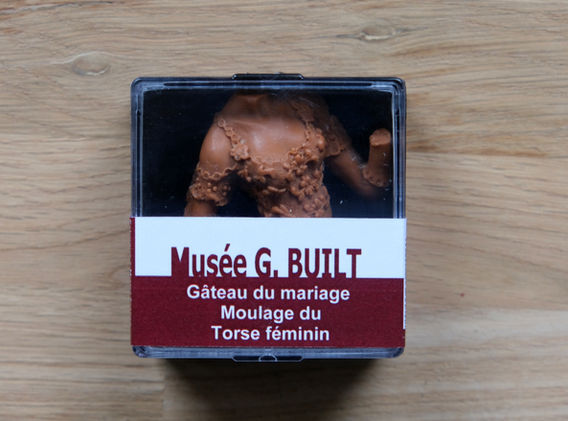 Musée G. BUILT
Gâteau du mariage
Moulage du
Torse féminin